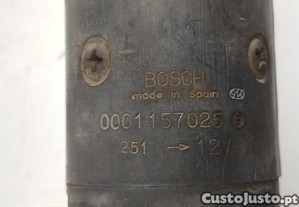 BOSCH
made in Spain
0001157025
251 → 12V
CustoJusto.pt